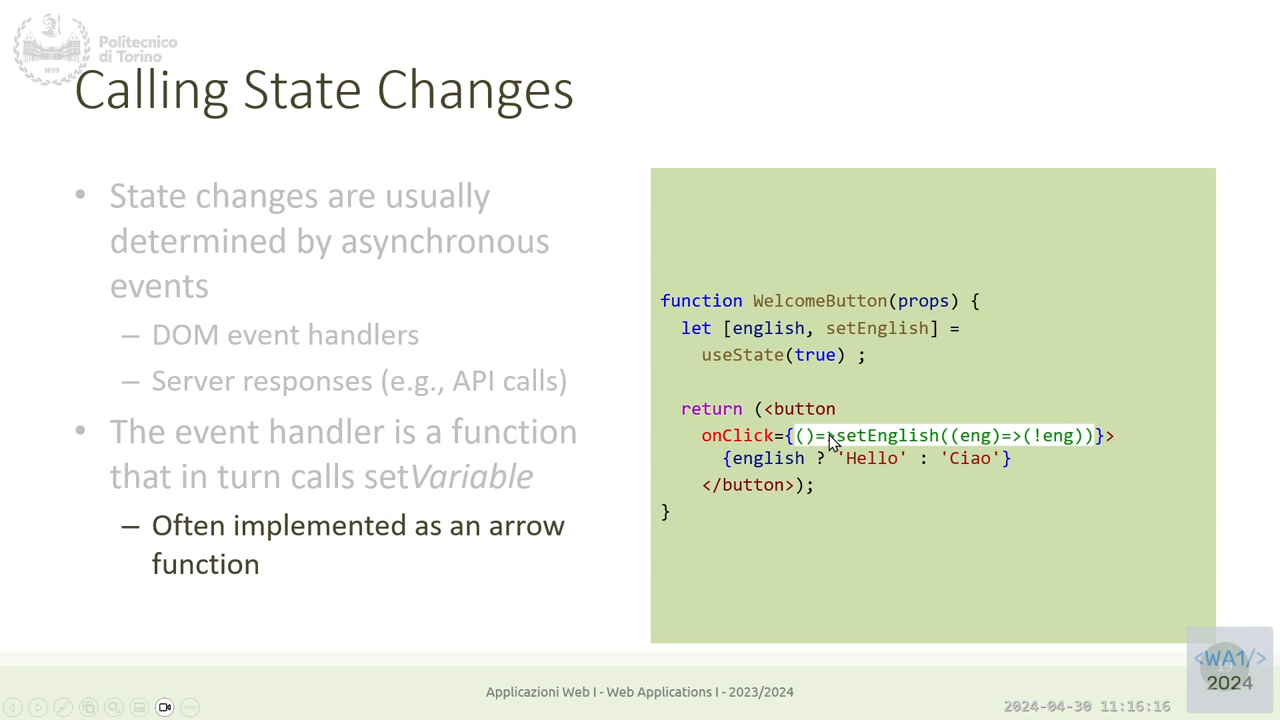 Politecnico
di Torino
1859
Calling State Changes
• State changes are usually
determined by asynchronous
events
– DOM event handlers
– Server responses (e.g., API calls)
• The event handler is a function
that in turn calls setVariable
– Often implemented as an arrow
function
function WelcomeButton(props) {
let [english, setEnglish] =
useState(true) ;
return (<button
onClick={()=>setEnglish((eng)=>(!eng))}>
{english ? 'Hello' : 'Ciao'}
</button>);
}
Applicazioni Web I - Web Applications I - 2023/2024
2024-04-30 11:16:16
<WA1/>
2024